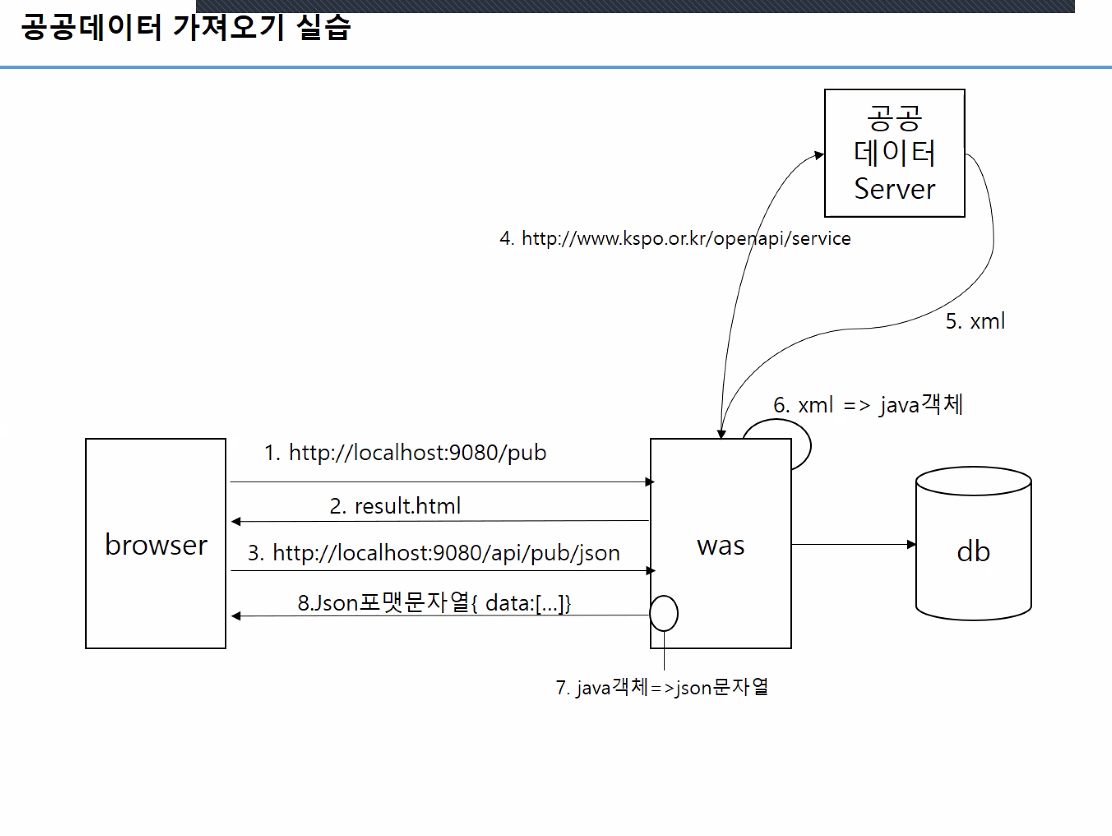 공공데이터 가져오기 실습
공공
데이터
Server
4. http://www.kspo.or.kr/openapi/service
5. xml
6. xml => java객체
1. http://localhost:9080/pub
2. result.html
browser
3. http://localhost:9080/api/pub/json
was
db
8.Json포맷문자열{ data:[...]}
7. java객체=>json문자열